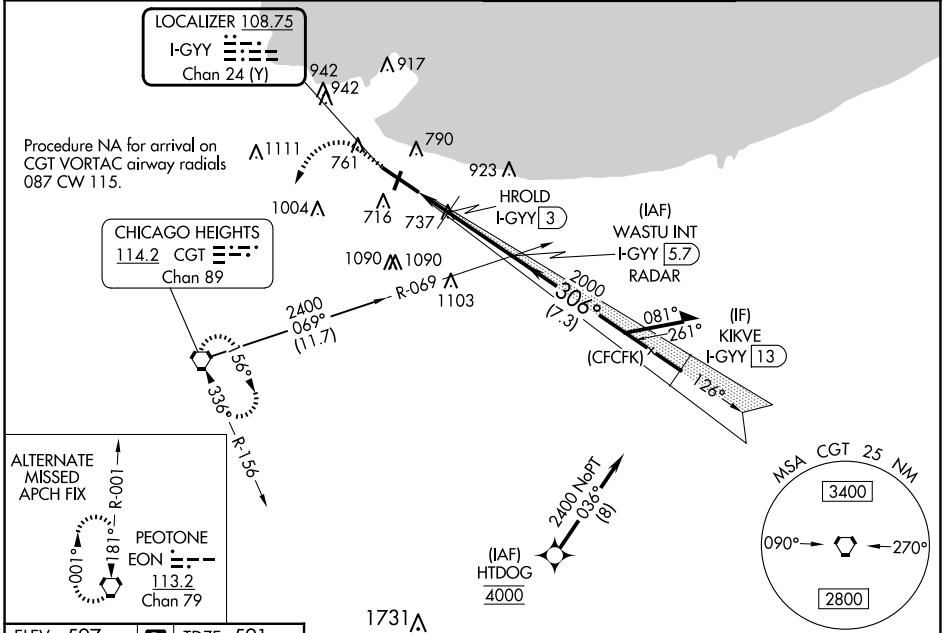 LOCALIZER 108.75
I-GYY
Chan 24 (Y)
942
942
917
Procedure NA for arrival on
CGT VORTAC airway radials
087 CW 115.
1111
761
790
923
HROLD
I-GYY 3
1004
716
737
(IAF)
WASTU INT
I-GYY 5.7
RADAR
CHICAGO HEIGHTS
114.2 CGT
Chan 89
1090
1090
R-069
1103
2000
306°
(7.3)
2400
069°
(11.7)
081°
261°
(IF)
KIKVE
I-GYY 13
(CFCFK)
126°
156°
336°
R-156
ALTERNATE
MISSED
APCH FIX
R-001
181°
001°
PEOTONE
EON
113.2
Chan 79
2400 NoPT
036°
(8)
(IAF)
HTDOG
4000
MSA CGT 25 NM
3400
090°
270°
2800
1731